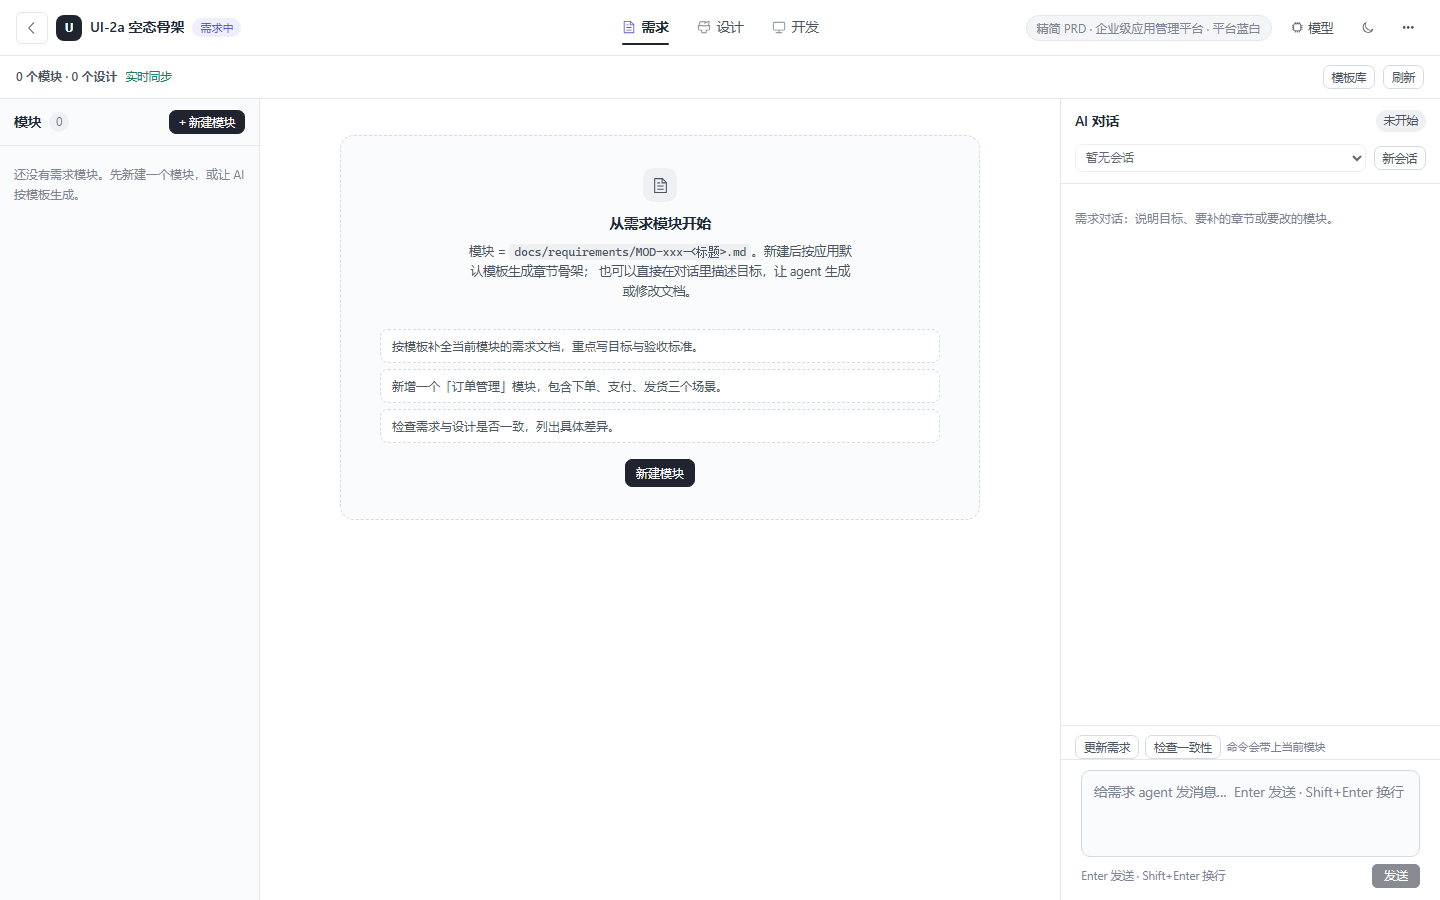 U UI-2a 空态骨架 需求中
需求 设计 开发
精简 PRD · 企业级应用管理平台 · 平台蓝白 模型
0 个模块 · 0 个设计 实时同步
模板库 刷新
模块 0 + 新建模块
还没有需求模块。先新建一个模块，或让 AI
按模板生成。
从需求模块开始
模块 = docs/requirements/MOD-xxx-<标题>.md 。新建后按应用默
认模板生成章节骨架； 也可以直接在对话里描述目标，让 agent 生成
或修改文档。
按模板补全当前模块的需求文档，重点写目标与验收标准。
新增一个「订单管理」模块，包含下单、支付、发货三个场景。
检查需求与设计是否一致，列出具体差异。
新建模块
AI 对话 未开始
暂无会话 新会话
需求对话：说明目标、要补的章节或要改的模块。
更新需求 检查一致性 命令会带上当前模块
给需求 agent 发消息... Enter 发送 · Shift+Enter 换行
Enter 发送 · Shift+Enter 换行 发送